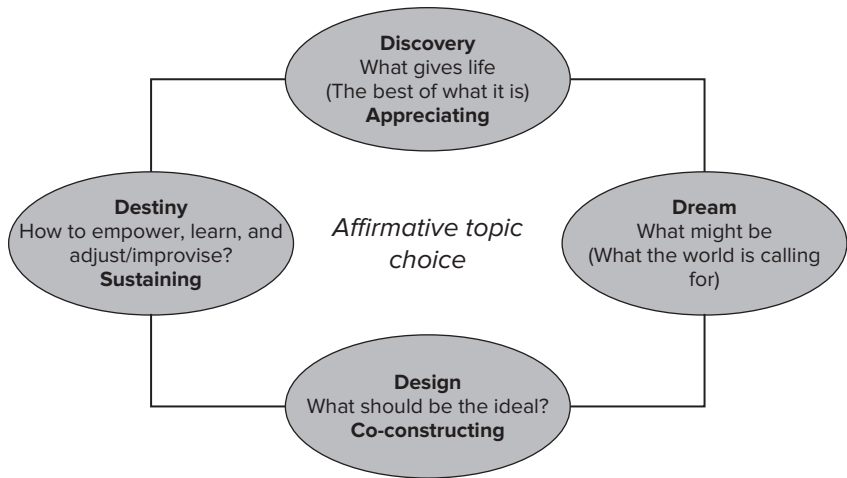 Discovery
What gives life
(The best of what it is)
Appreciating
Destiny
How to empower, learn, and
adjust/improvise?
Sustaining
Affirmative topic
choice
Dream
What might be
(What the world is calling
for)
Design
What should be the ideal?
Co-constructing